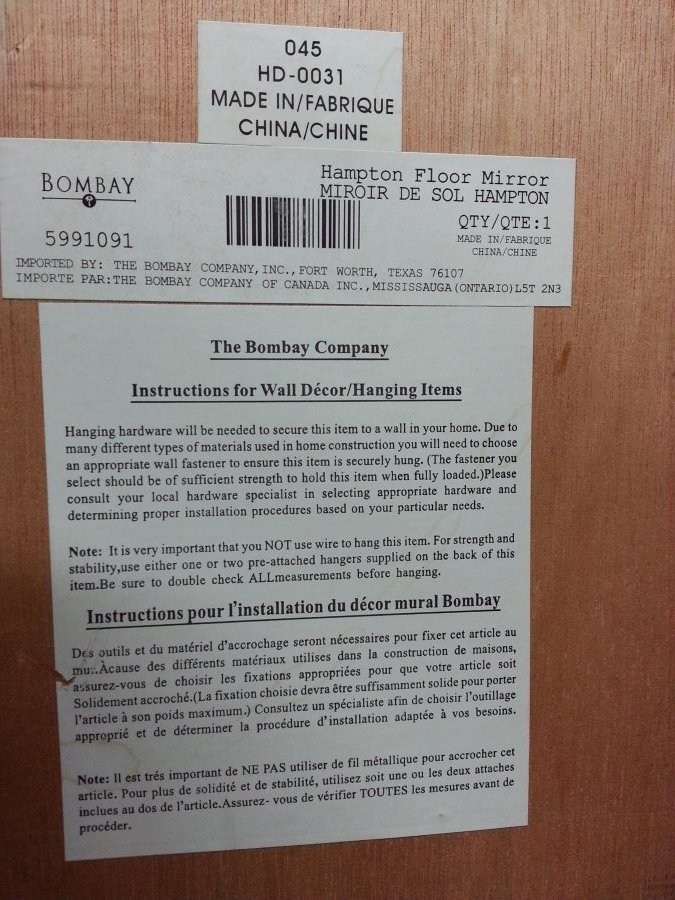 045
HD-0031
MADE IN/FABRIQUE
CHINA/CHINE
BOMBAY
5991091
Hampton Floor Mirror
MIROIR DE SOL HAMPTON
QTY/QTE:1
MADE IN/FABRIQUE
CHINA/CHINE
IMPORTED BY: THE BOMBAY COMPANY,INC.,FORT WORTH, TEXAS 76107
IMPORTE PAR:THE BOMBAY COMPANY OF CANADA INC.,MISSISSAUGA(ONTARIO)L5T 2N3
The Bombay Company
Instructions for Wall Décor/Hanging Items
Hanging hardware will be needed to secure this item to a wall in your home. Due to
many different types of materials used in home construction you will need to choose
an appropriate wall fastener to ensure this item is securely hung. (The fastener you
select should be of sufficient strength to hold this item when fully loaded.)Please
consult your local hardware specialist in selecting appropriate hardware and
determining proper installation procedures based on your particular needs.
Note: It is very important that you NOT use wire to hang this item. For strength and
stability,use either one or two pre-attached hangers supplied on the back of this
item.Be sure to double check ALLmeasurements before hanging.
Instructions pour l'installation du décor mural Bombay
Des outils et du matériel d'accrochage seront nécessaires pour fixer cet article au
mur.Àcause des différents matériaux utilises dans la construction de maisons,
assurez-vous de choisir les fixations appropriées pour que votre article soit
Solidement accroché.(La fixation choisie devra être suffisamment solide pour porter
l'article à son poids maximum.) Consultez un spécialiste afin de choisir l'outillage
approprié et de déterminer la procédure d'installation adaptée à vos besoins.
Note: Il est trés important de NE PAS utiliser de fil métallique pour accrocher cet
article. Pour plus de solidité et de stabilité, utilisez soit une ou les deux attaches
inclues au dos de l'article.Assurez- vous de vérifier TOUTES les mesures avant de
procéder.